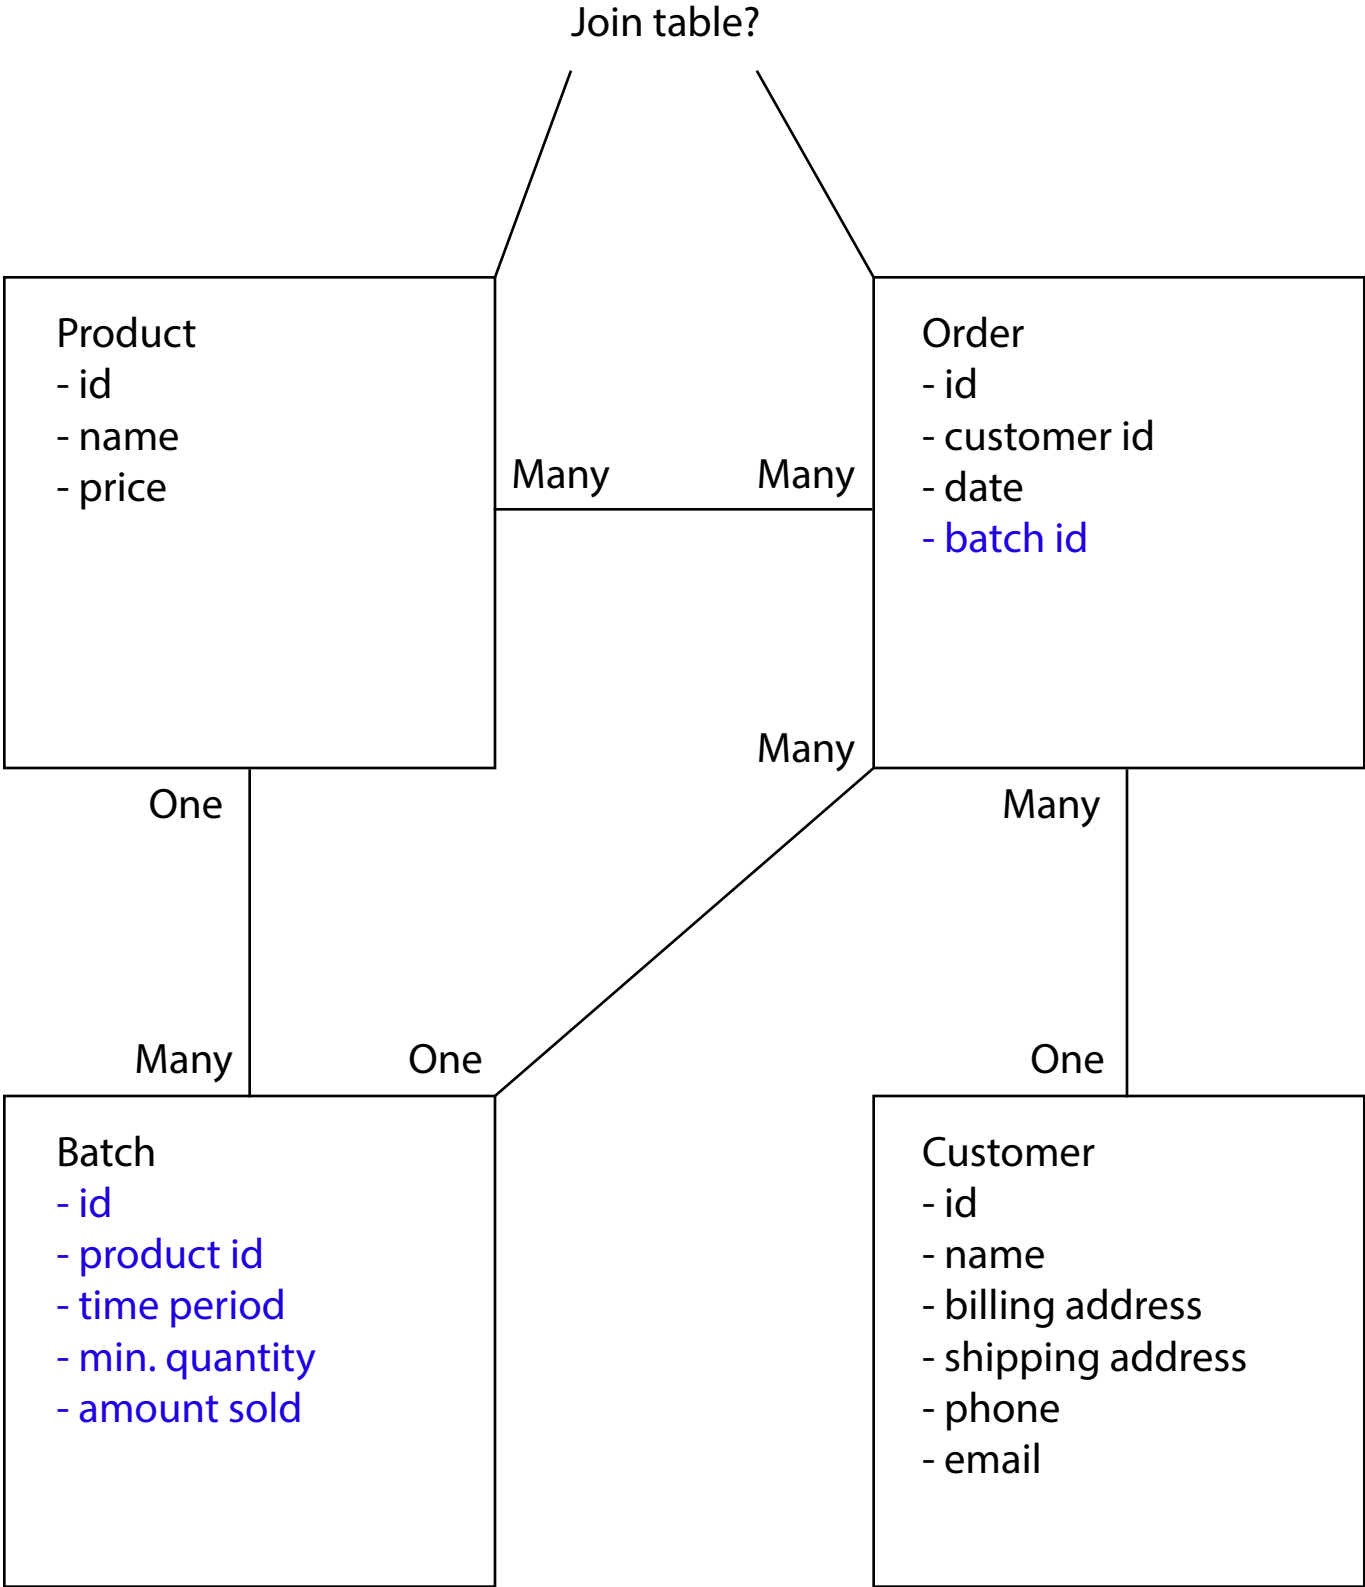 Join table?
Product
- id
- name
- price
Order
- id
- customer id
- date
- batch id
Many
Many
Many
One
Many
Many
One
One
Batch
- id
- product id
- time period
- min. quantity
- amount sold
Customer
- id
- name
- billing address
- shipping address
- phone
- email